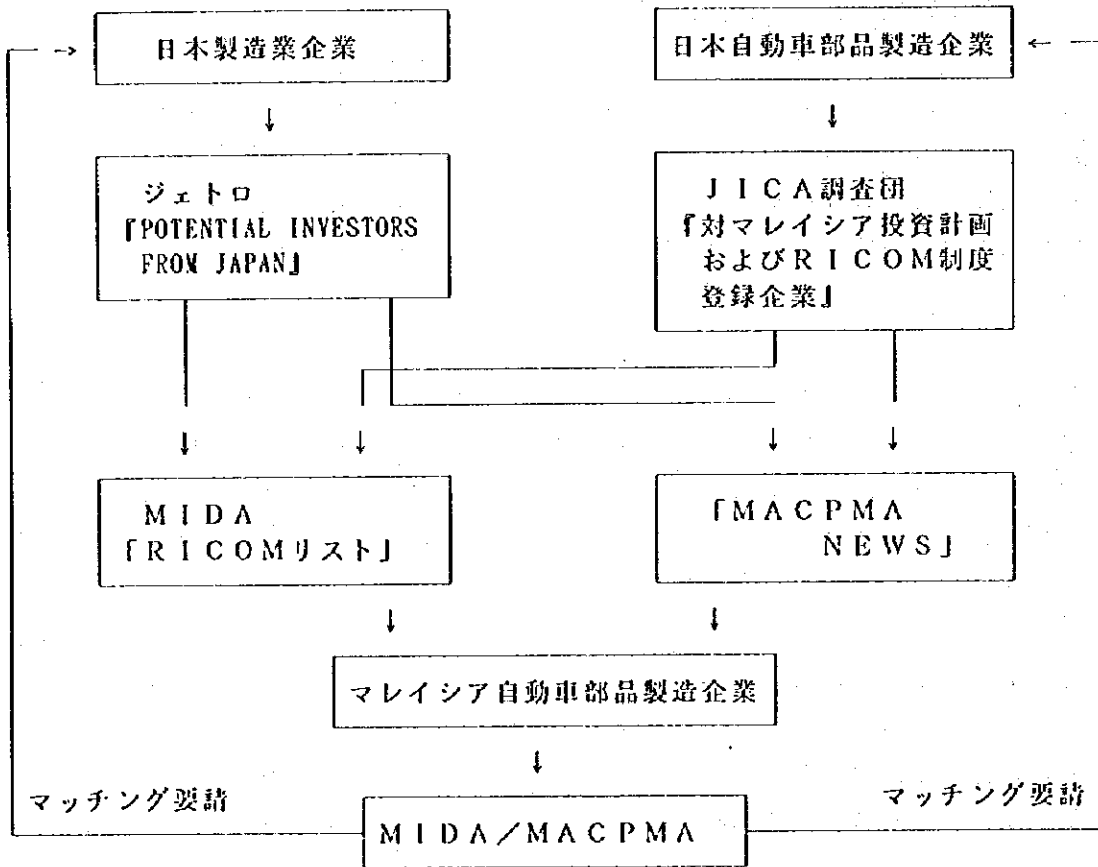 日本製造業企業
日本自動車部品製造企業
ジェトロ
『POTENTIAL INVESTORS
FROM JAPAN』
JICA調査団
『対マレイシア投資計画
およびRICOM制度
登録企業』
MIDA
「RICOMリスト」
「MACPMA
NEWS」
マレイシア自動車部品製造企業
マッチング要請
マッチング要請
MIDA/MACPMA